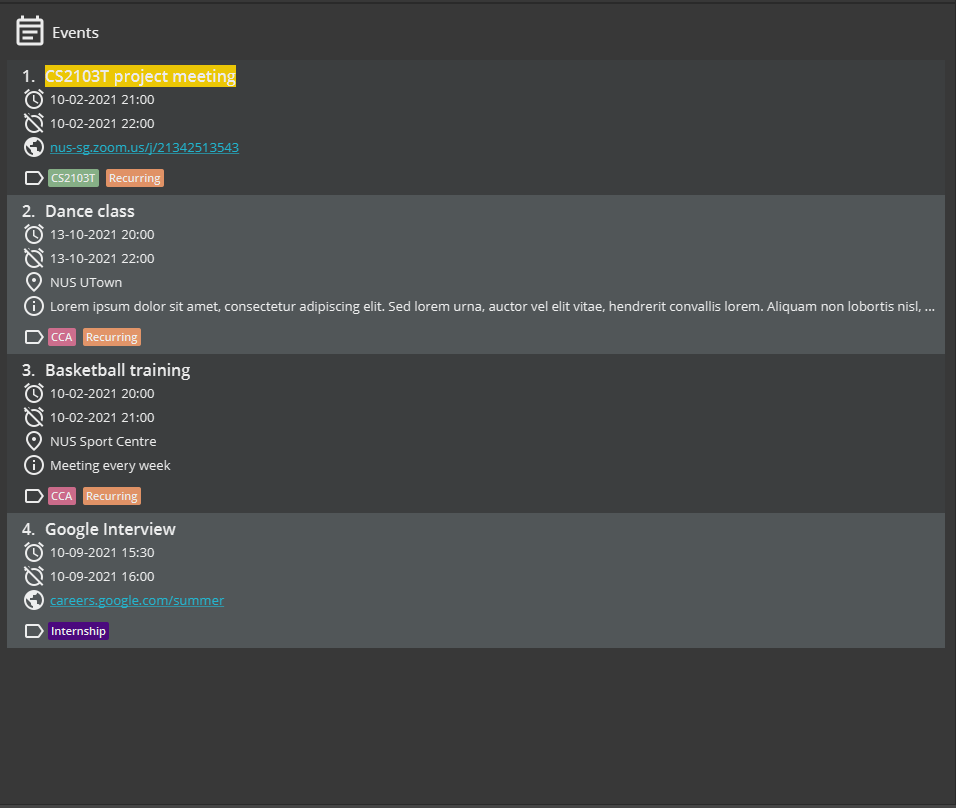 Events
1. CS2103T project meeting
10-02-2021 21:00
10-02-2021 22:00
nus-sg.zoom.us/j/21342513543
CS2103T Recurring
2. Dance class
13-10-2021 20:00
13-10-2021 22:00
NUS UTown
Lorem ipsum dolor sit amet, consectetur adipiscing elit. Sed lorem urna, auctor vel elit vitae, hendrerit convallis lorem. Aliquam non lobortis nisl, ...
CCA Recurring
3. Basketball training
10-02-2021 20:00
10-02-2021 21:00
NUS Sport Centre
Meeting every week
CCA Recurring
4. Google Interview
10-09-2021 15:30
10-09-2021 16:00
careers.google.com/summer
Internship